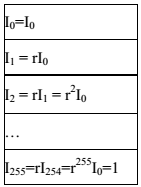 I₀=I₀
I₁ = rI₀
I₂ = rI₁ = r²I₀
…
I₂₅₅=rI₂₅₄=r²⁵⁵I₀=1